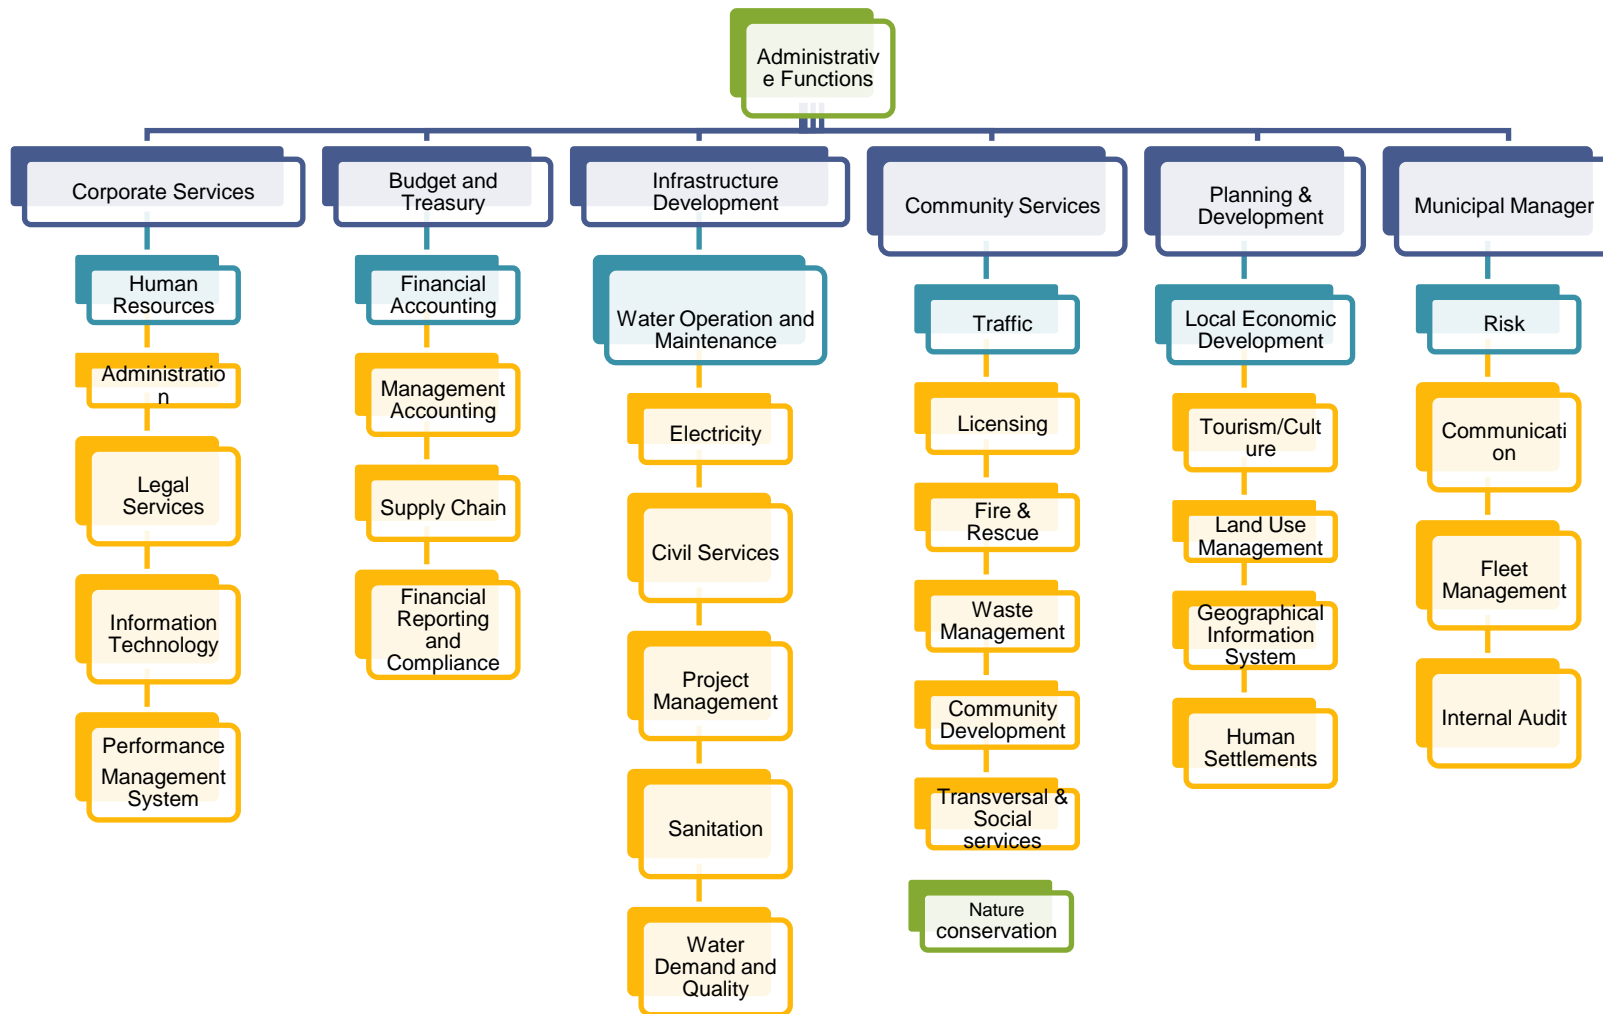 Administrativ
e Functions
Corporate Services
Budget and
Treasury
Infrastructure
Development
Community Services
Planning &
Development
Municipal Manager
Human
Resources
Administratio
n
Legal
Services
Information
Technology
Performance
Management
System
Financial
Accounting
Management
Accounting
Supply Chain
Financial
Reporting
and
Compliance
Water Operation and
Maintenance
Electricity
Civil Services
Project
Management
Sanitation
Water
Demand and
Quality
Traffic
Licensing
Fire &
Rescue
Waste
Management
Community
Development
Transversal &
Social
services
Nature
conservation
Local Economic
Development
Tourism/Cult
ure
Land Use
Management
Geographical
Information
System
Human
Settlements
Risk
Communicati
on
Fleet
Management
Internal Audit